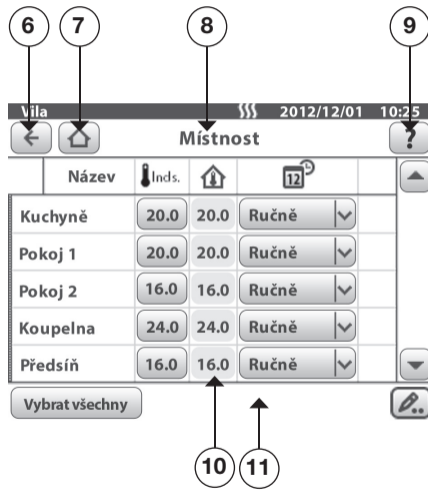 6 7 8 9
Vila 2012/12/01 10:25
Místnost ?
Název Inds. 12
Kuchyně 20.0 20.0 Ručně
Pokoj 1 20.0 20.0 Ručně
Pokoj 2 16.0 16.0 Ručně
Koupelna 24.0 24.0 Ručně
Předsíň 16.0 16.0 Ručně
Vybrat všechny
10 11